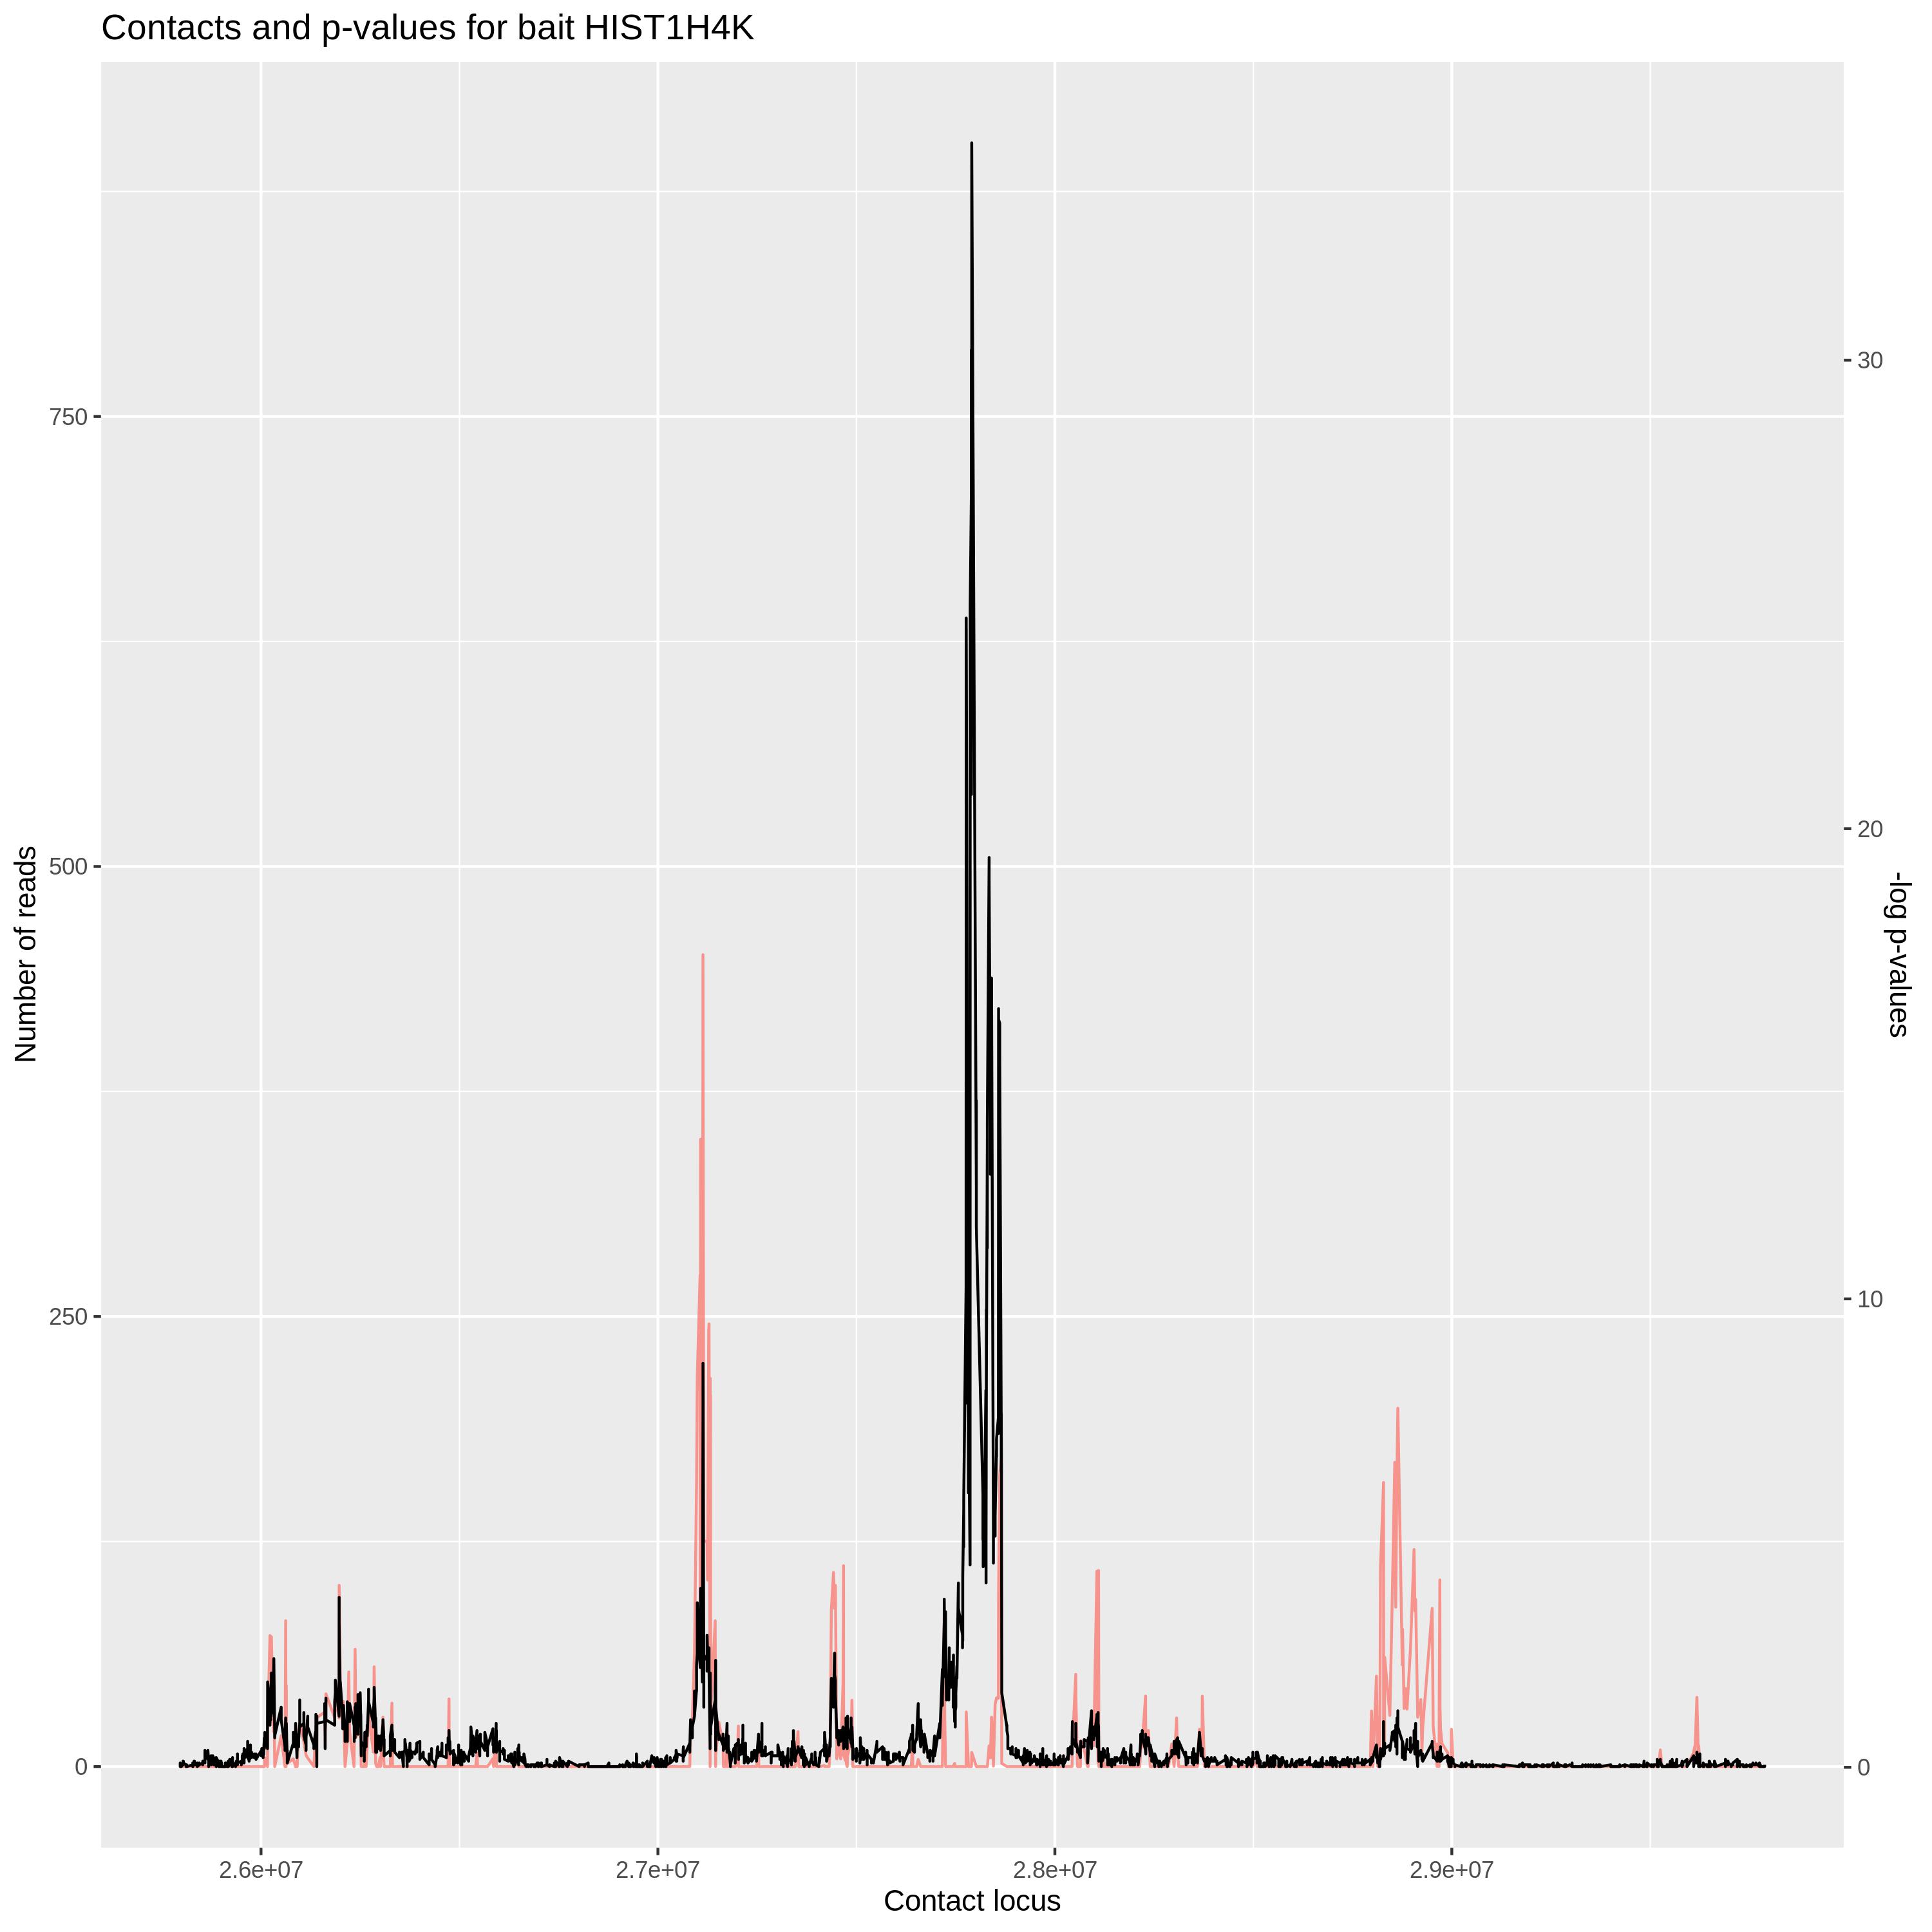 Contacts and p-values for bait HIST1H4K
750
500
250
0
30
20
10
0
Number of reads
-log p-values
2.6e+07
2.7e+07
2.8e+07
2.9e+07
Contact locus